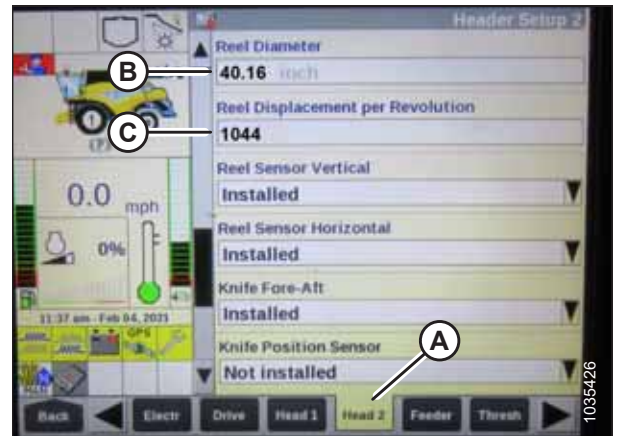 Header Setup 2
Reel Diameter
B
40.16 inch
Reel Displacement per Revolution
C
1044
Reel Sensor Vertical
Installed
0.0 mph
Reel Sensor Horizontal
0%
Installed
Knife Fore-Aft
11:37 am - Feb 04, 2021
Installed
GPS
Knife Position Sensor
A
Not installed
Back
Electr
Drive
Head 1
Head 2
Feeder
Thresh
1035426